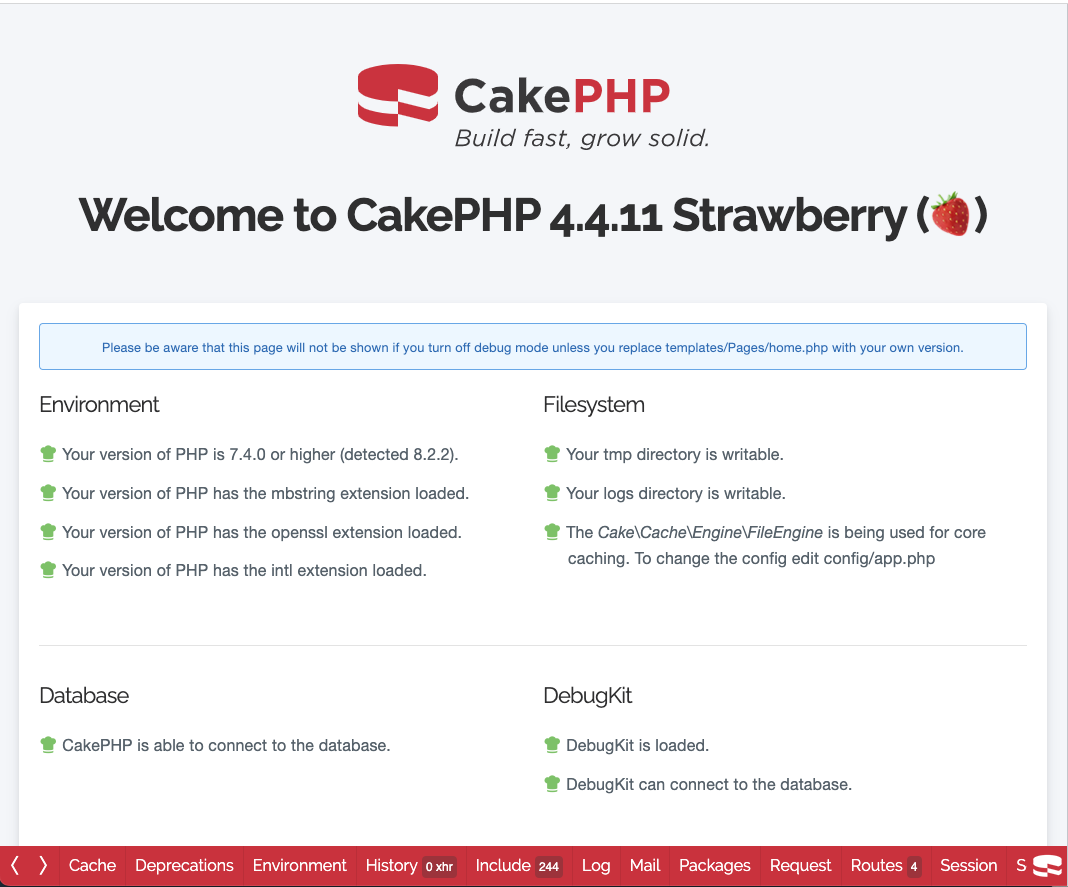 CakePHP
Build fast, grow solid.
Welcome to CakePHP 4.4.11 Strawberry (🍓)
Please be aware that this page will not be shown if you turn off debug mode unless you replace templates/Pages/home.php with your own version.
Environment
Your version of PHP is 7.4.0 or higher (detected 8.2.2).
Your version of PHP has the mbstring extension loaded.
Your version of PHP has the openssl extension loaded.
Your version of PHP has the intl extension loaded.
Filesystem
Your tmp directory is writable.
Your logs directory is writable.
The Cake\Cache\Engine\FileEngine is being used for core
caching. To change the config edit config/app.php
Database
CakePHP is able to connect to the database.
DebugKit
DebugKit is loaded.
DebugKit can connect to the database.
Cache Deprecations Environment History 0 xhr Include 244 Log Mail Packages Request Routes 4 Session S